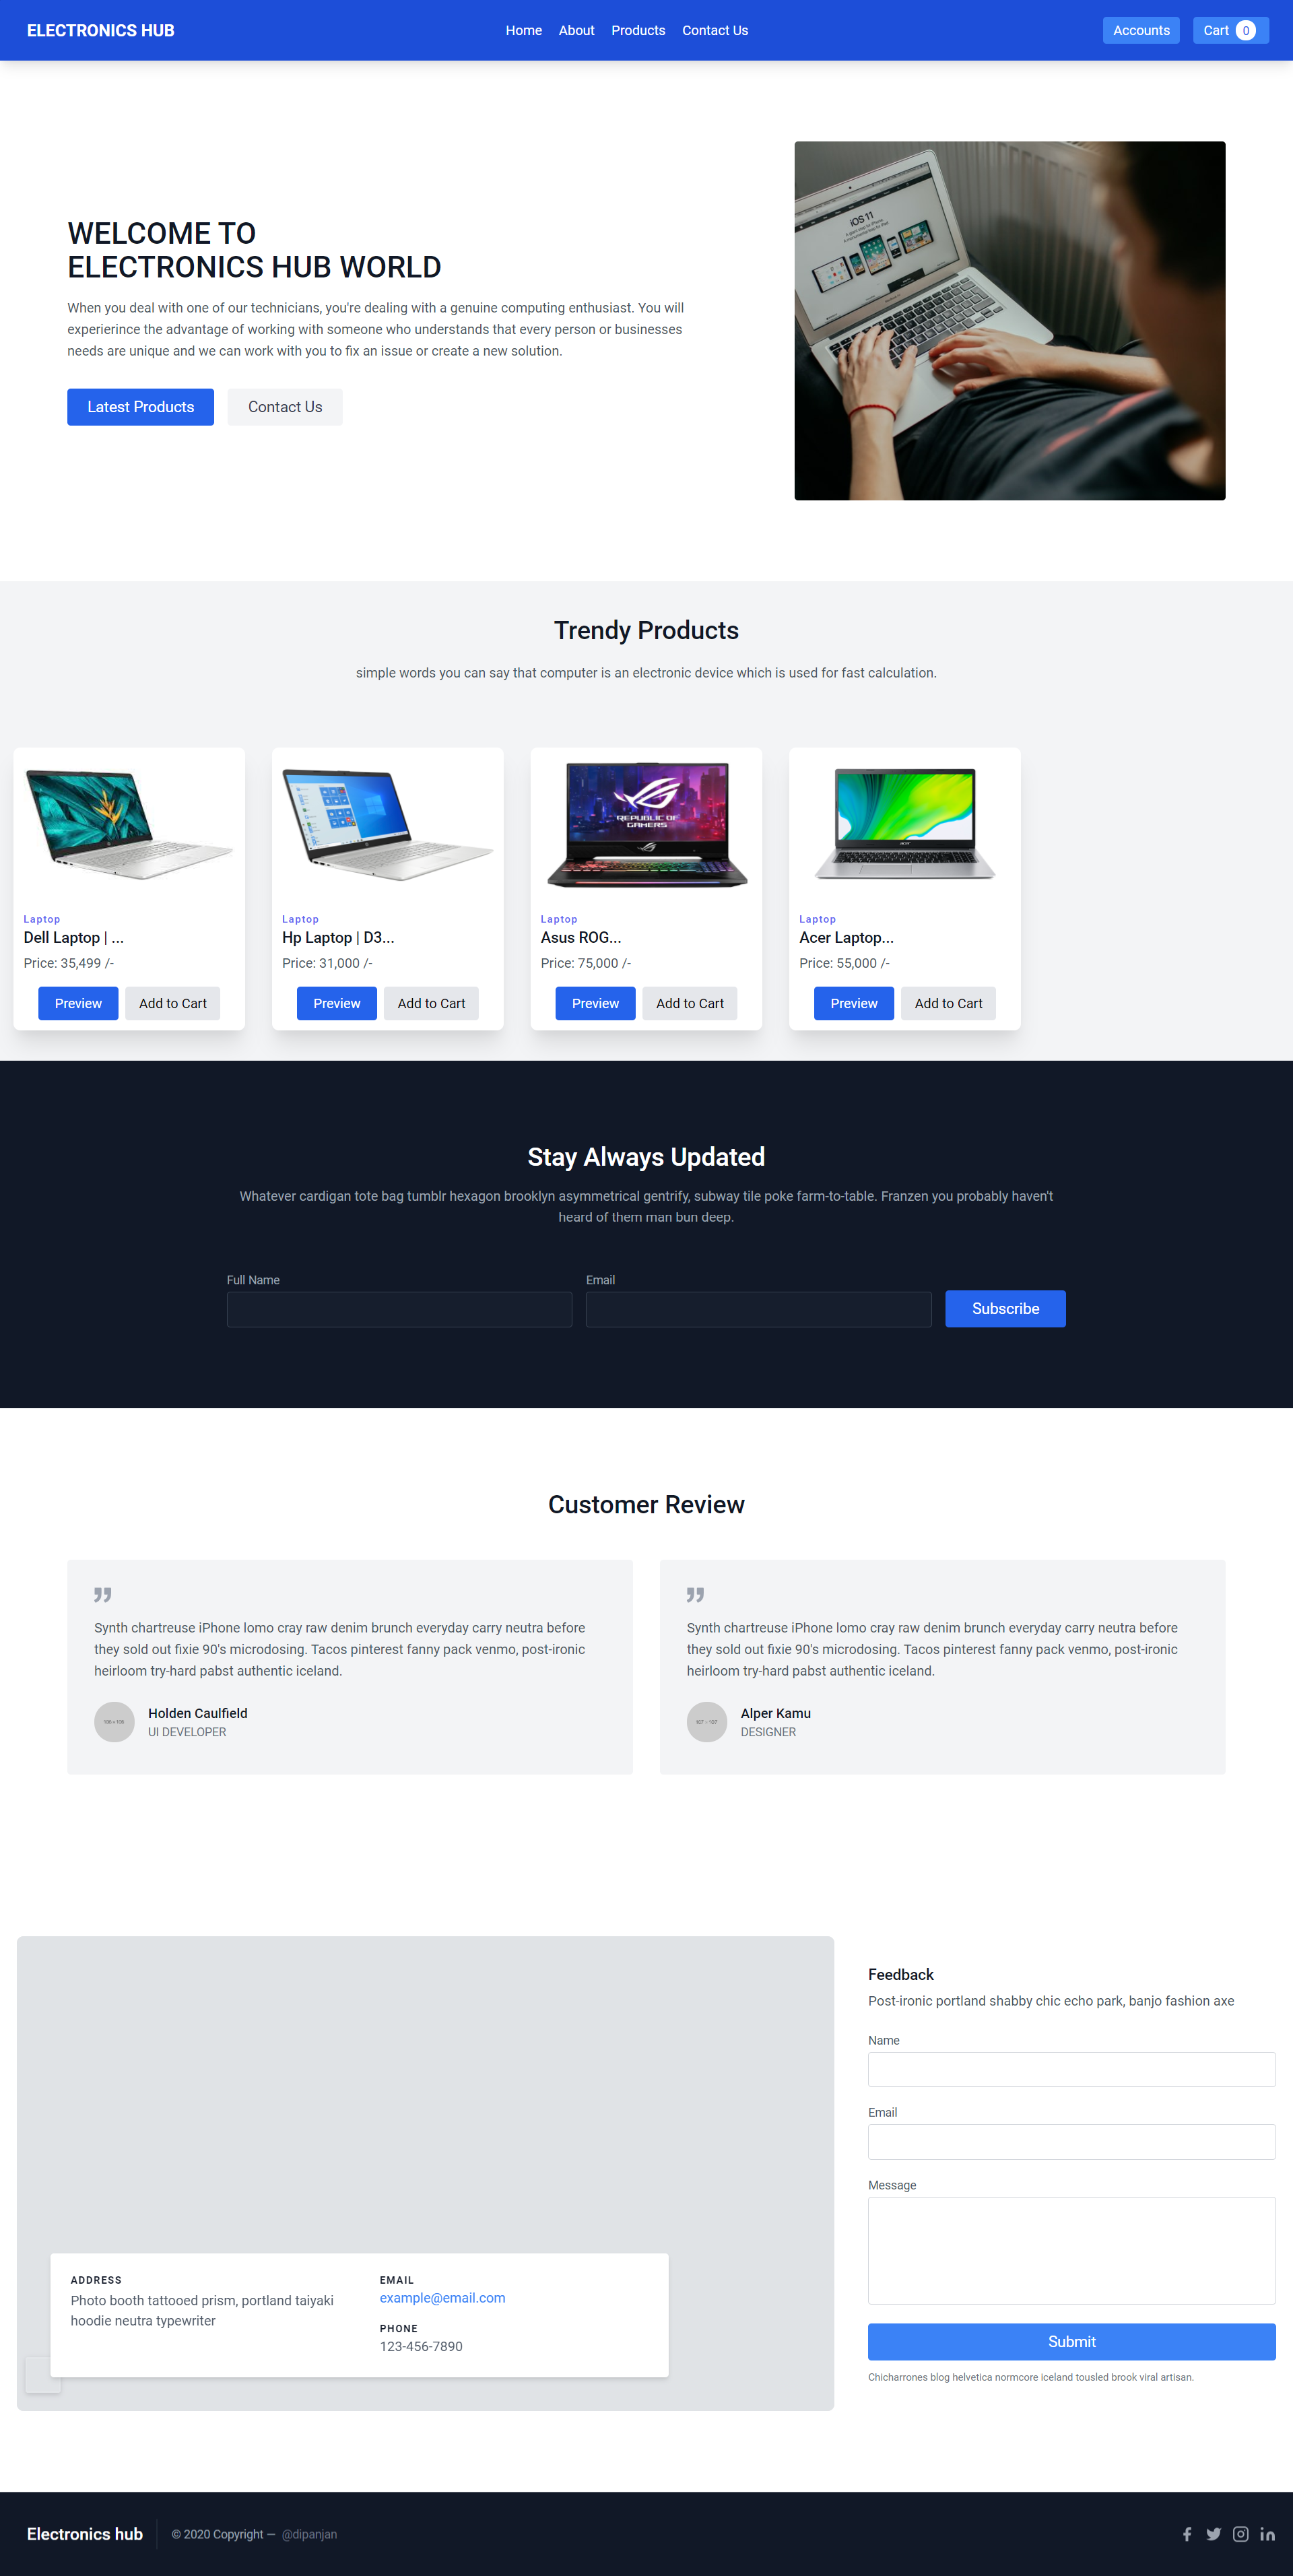 ELECTRONICS HUB
Home
About
Products
Contact Us
Accounts
Cart 0
iOS 11
WELCOME TO
ELECTRONICS HUB WORLD
When you deal with one of our technicians, you're dealing with a genuine computing enthusiast. You will
experierince the advantage of working with someone who understands that every person or businesses
needs are unique and we can work with you to fix an issue or create a new solution.
Latest Products
Contact Us
Trendy Products
simple words you can say that computer is an electronic device which is used for fast calculation.
Laptop
Dell Laptop | ...
Price: 35,499 /-
Preview
Add to Cart
Laptop
Hp Laptop | D3...
Price: 31,000 /-
Preview
Add to Cart
REPUBLIC OF
GAMERS
Laptop
Asus ROG...
Price: 75,000 /-
Preview
Add to Cart
acer
Laptop
Acer Laptop...
Price: 55,000 /-
Preview
Add to Cart
Stay Always Updated
Whatever cardigan tote bag tumblr hexagon brooklyn asymmetrical gentrify, subway tile poke farm-to-table. Franzen you probably haven't
heard of them man bun deep.
Full Name
Email
Subscribe
Customer Review
Synth chartreuse iPhone lomo cray raw denim brunch everyday carry neutra before
they sold out fixie 90's microdosing. Tacos pinterest fanny pack venmo, post-ironic
heirloom try-hard pabst authentic iceland.
Holden Caulfield
UI DEVELOPER
Synth chartreuse iPhone lomo cray raw denim brunch everyday carry neutra before
they sold out fixie 90's microdosing. Tacos pinterest fanny pack venmo, post-ironic
heirloom try-hard pabst authentic iceland.
Alper Kamu
DESIGNER
ADDRESS
Photo booth tattooed prism, portland taiyaki
hoodie neutra typewriter
EMAIL
example@email.com
PHONE
123-456-7890
Feedback
Post-ironic portland shabby chic echo park, banjo fashion axe
Name
Email
Message
Submit
Chicharrones blog helvetica normcore iceland tousled brook viral artisan.
Electronics hub
© 2020 Copyright — @dipanjan